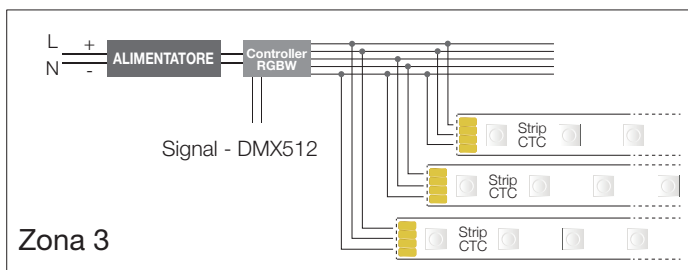 L +
N -
ALIMENTATORE
Controller
RGBW
Signal - DMX512
Strip
CTC
Strip
CTC
Strip
CTC
Zona 3